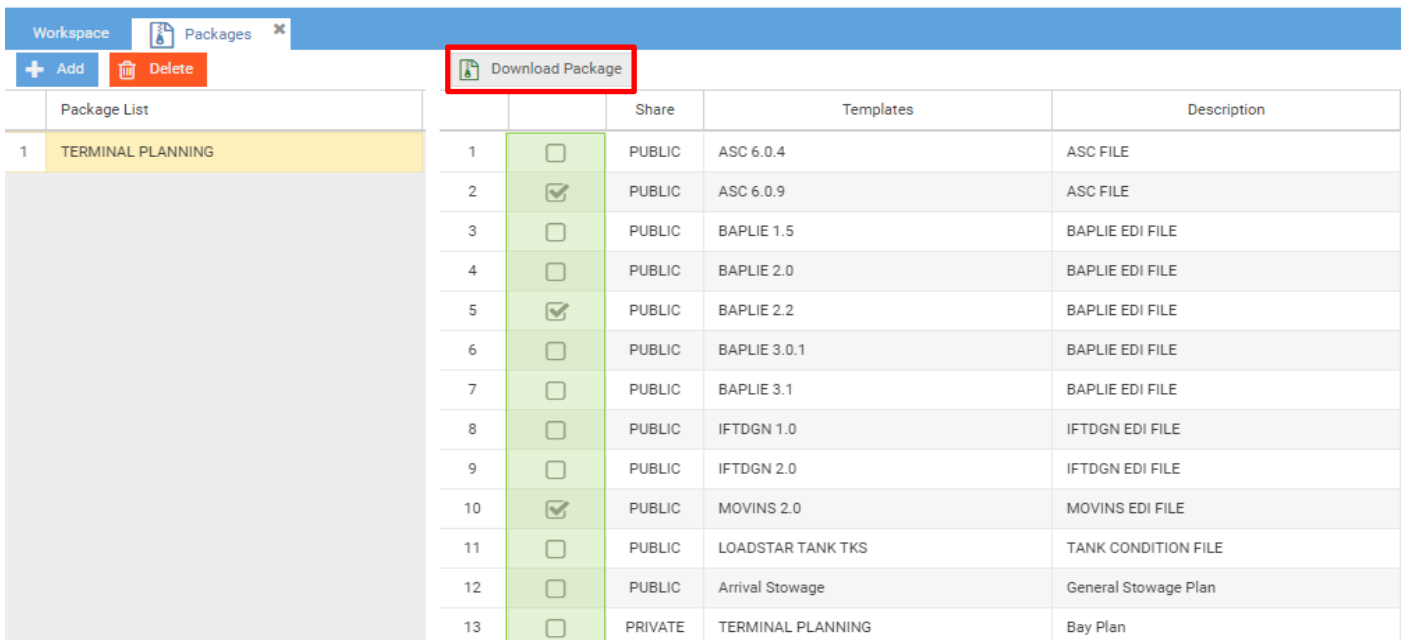 Workspace Packages
Add Delete Download Package
Package List Share Templates Description
1 TERMINAL PLANNING 1 PUBLIC ASC 6.0.4 ASC FILE
2 PUBLIC ASC 6.0.9 ASC FILE
3 PUBLIC BAPLIE 1.5 BAPLIE EDI FILE
4 PUBLIC BAPLIE 2.0 BAPLIE EDI FILE
5 PUBLIC BAPLIE 2.2 BAPLIE EDI FILE
6 PUBLIC BAPLIE 3.0.1 BAPLIE EDI FILE
7 PUBLIC BAPLIE 3.1 BAPLIE EDI FILE
8 PUBLIC IFTDGN 1.0 IFTDGN EDI FILE
9 PUBLIC IFTDGN 2.0 IFTDGN EDI FILE
10 PUBLIC MOVINS 2.0 MOVINS EDI FILE
11 PUBLIC LOADSTAR TANK TKS TANK CONDITION FILE
12 PUBLIC Arrival Stowage General Stowage Plan
13 PRIVATE TERMINAL PLANNING Bay Plan